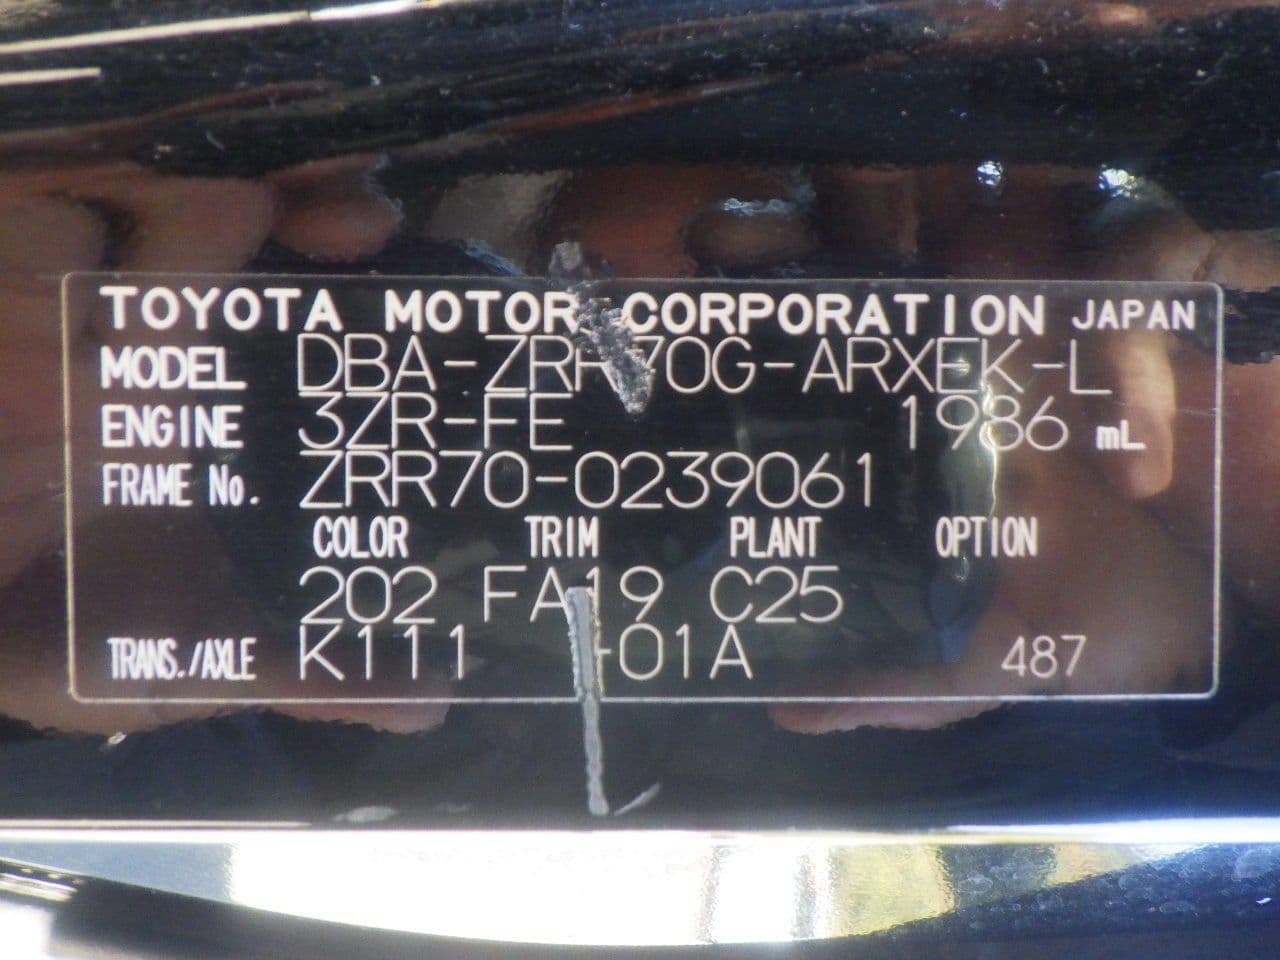 TOYOTA MOTOR CORPORATION JAPAN
MODEL DBA-ZRR70G-ARXEK-L
ENGINE 3ZR-FE 1986 mL
FRAME No. ZRR70-0239061
COLOR TRIM PLANT OPTION
202 FA19 C25
TRANS./AXLE K111 -01A 487